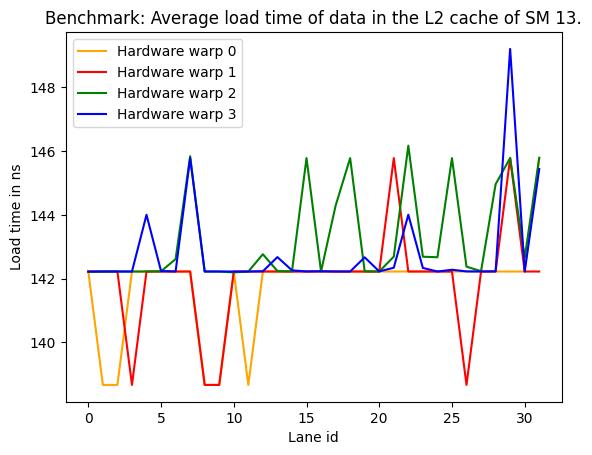 Benchmark: Average load time of data in the L2 cache of SM 13.
Hardware warp 0
Hardware warp 1
Hardware warp 2
Hardware warp 3
148
146
144
142
140
Load time in ns
0 5 10 15 20 25 30
Lane id